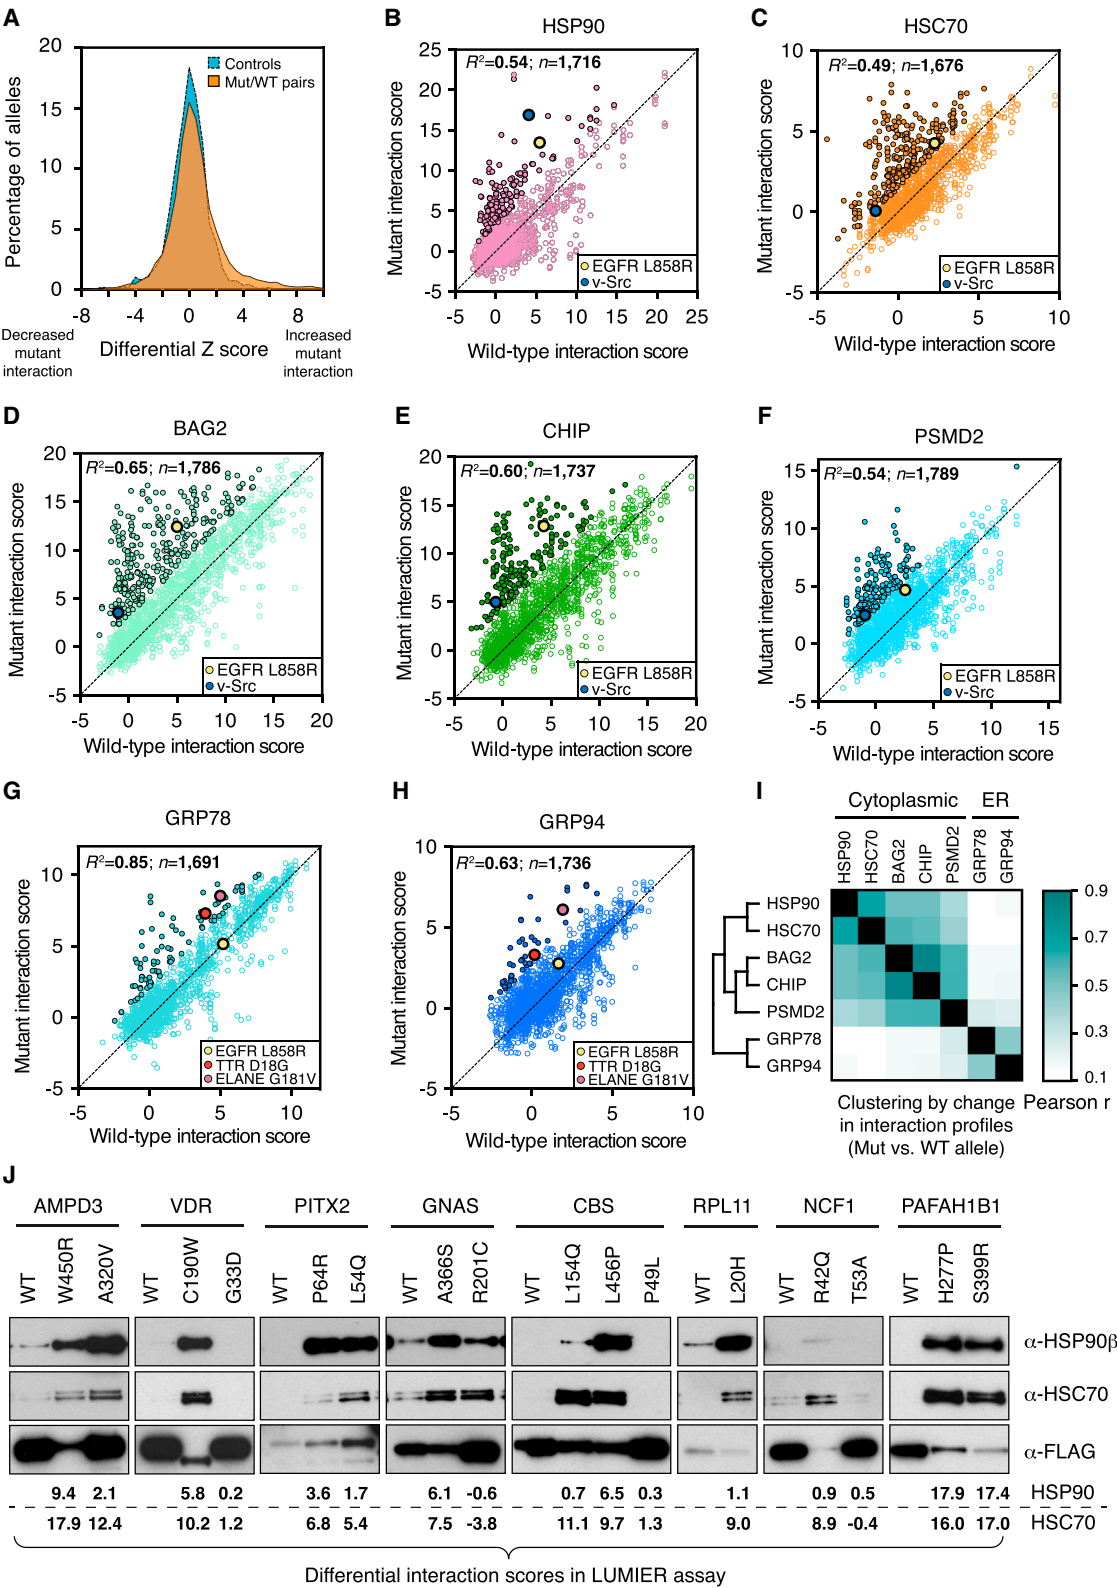 A
20
15
10
5
0
Percentage of alleles
Controls
Mut/WT pairs
-8 -4 0 4 8
Decreased mutant interaction
Differential Z score
Increased mutant interaction
B
HSP90
R²=0.54; n=1,716
25
20
15
10
5
0
-5
Mutant interaction score
EGFR L858R
v-Src
-5 0 5 10 15 20 25
Wild-type interaction score
C
HSC70
R²=0.49; n=1,676
10
5
0
-5
Mutant interaction score
EGFR L858R
v-Src
-5 0 5 10
Wild-type interaction score
D
BAG2
R²=0.65; n=1,786
20
15
10
5
0
-5
Mutant interaction score
EGFR L858R
v-Src
-5 0 5 10 15 20
Wild-type interaction score
E
CHIP
R²=0.60; n=1,737
20
15
10
5
0
-5
Mutant interaction score
EGFR L858R
v-Src
-5 0 5 10 15 20
Wild-type interaction score
F
PSMD2
R²=0.54; n=1,789
15
10
5
0
-5
Mutant interaction score
EGFR L858R
v-Src
-5 0 5 10 15
Wild-type interaction score
G
GRP78
R²=0.85; n=1,691
10
5
0
-5
Mutant interaction score
EGFR L858R
TTR D18G
ELANE G181V
-5 0 5 10
Wild-type interaction score
H
GRP94
R²=0.63; n=1,736
10
5
0
-5
Mutant interaction score
EGFR L858R
TTR D18G
ELANE G181V
-5 0 5 10
Wild-type interaction score
I
Cytoplasmic ER
HSP90 HSC70 BAG2 CHIP PSMD2 GRP78 GRP94
HSP90
HSC70
BAG2
CHIP
PSMD2
GRP78
GRP94
0.9
0.7
0.5
0.3
0.1
Clustering by change
in interaction profiles
(Mut vs. WT allele)
Pearson r
J
AMPD3 VDR PITX2 GNAS CBS RPL11 NCF1 PAFAH1B1
WT W450R A320V WT C190W G33D WT P64R L54Q WT A366S R201C WT L154Q L456P P49L WT L20H WT R42Q T53A WT H277P S399R
α-HSP90β
α-HSC70
α-FLAG
9.4 2.1 5.8 0.2 3.6 1.7 6.1 -0.6 0.7 6.5 0.3 1.1 0.9 0.5 17.9 17.4 HSP90
17.9 12.4 10.2 1.2 6.8 5.4 7.5 -3.8 11.1 9.7 1.3 9.0 8.9 -0.4 16.0 17.0 HSC70
Differential interaction scores in LUMIER assay